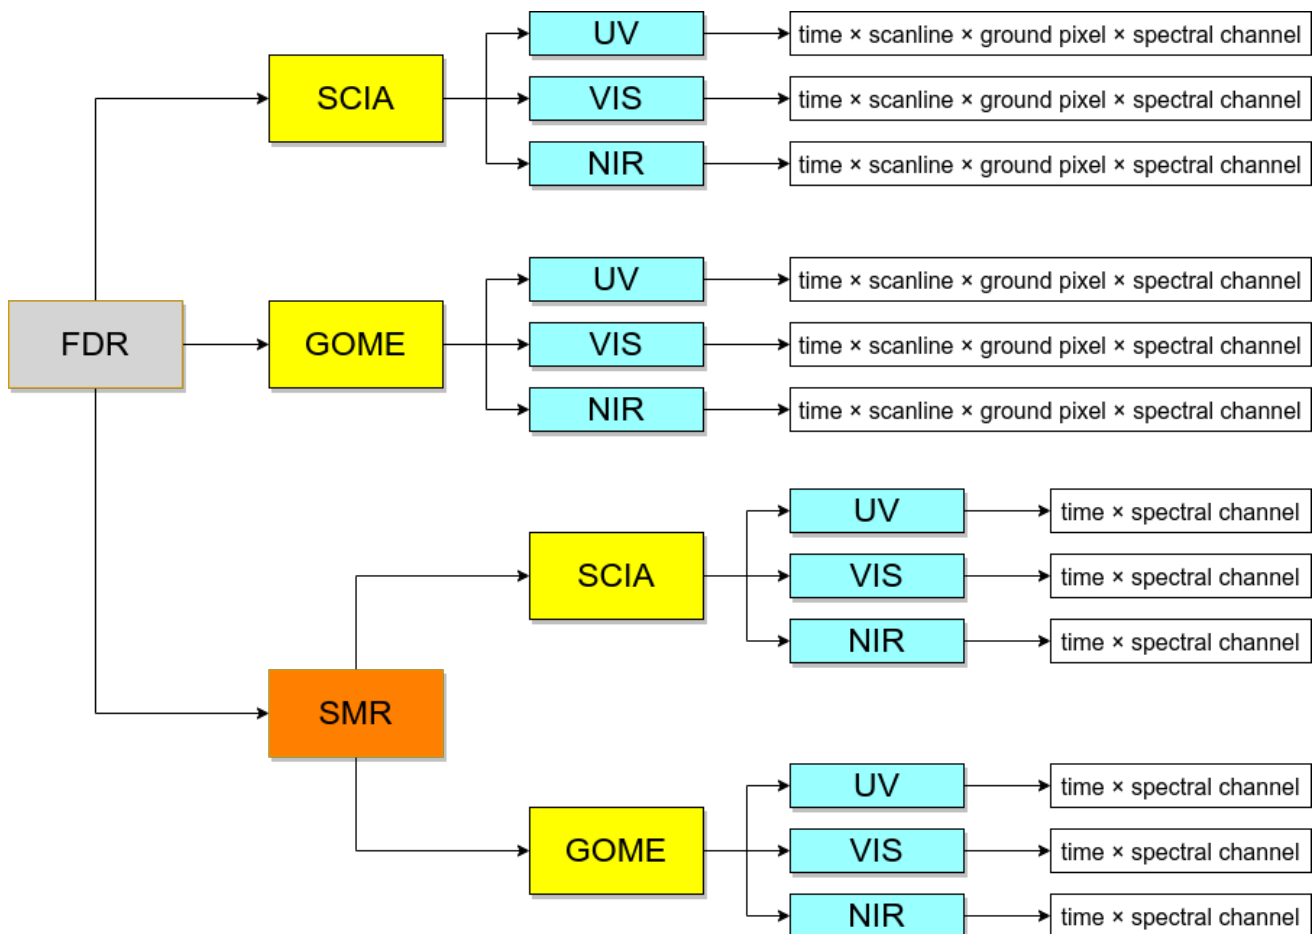 UV
time × scanline × ground pixel × spectral channel
SCIA
VIS
time × scanline × ground pixel × spectral channel
NIR
time × scanline × ground pixel × spectral channel
UV
time × scanline × ground pixel × spectral channel
FDR
GOME
VIS
time × scanline × ground pixel × spectral channel
NIR
time × scanline × ground pixel × spectral channel
UV
time × spectral channel
SCIA
VIS
time × spectral channel
NIR
time × spectral channel
SMR
UV
time × spectral channel
GOME
VIS
time × spectral channel
NIR
time × spectral channel